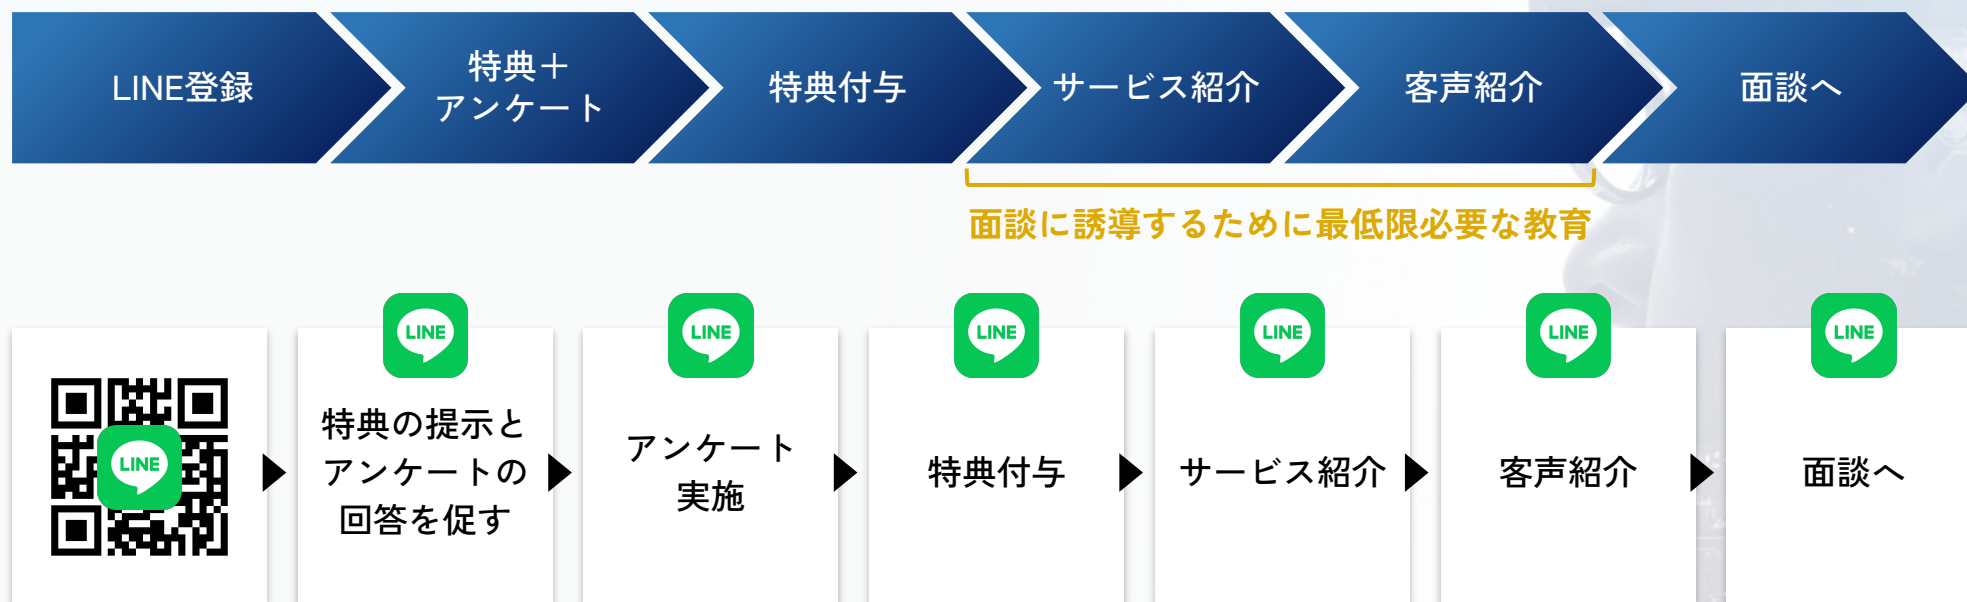 LINE登録
特典＋
アンケート
特典付与
サービス紹介
客声紹介
面談へ
面談に誘導するために最低限必要な教育
LINE
LINE
LINE
LINE
LINE
LINE
LINE
特典の提示と
アンケートの
回答を促す
アンケート
実施
特典付与
サービス紹介
客声紹介
面談へ